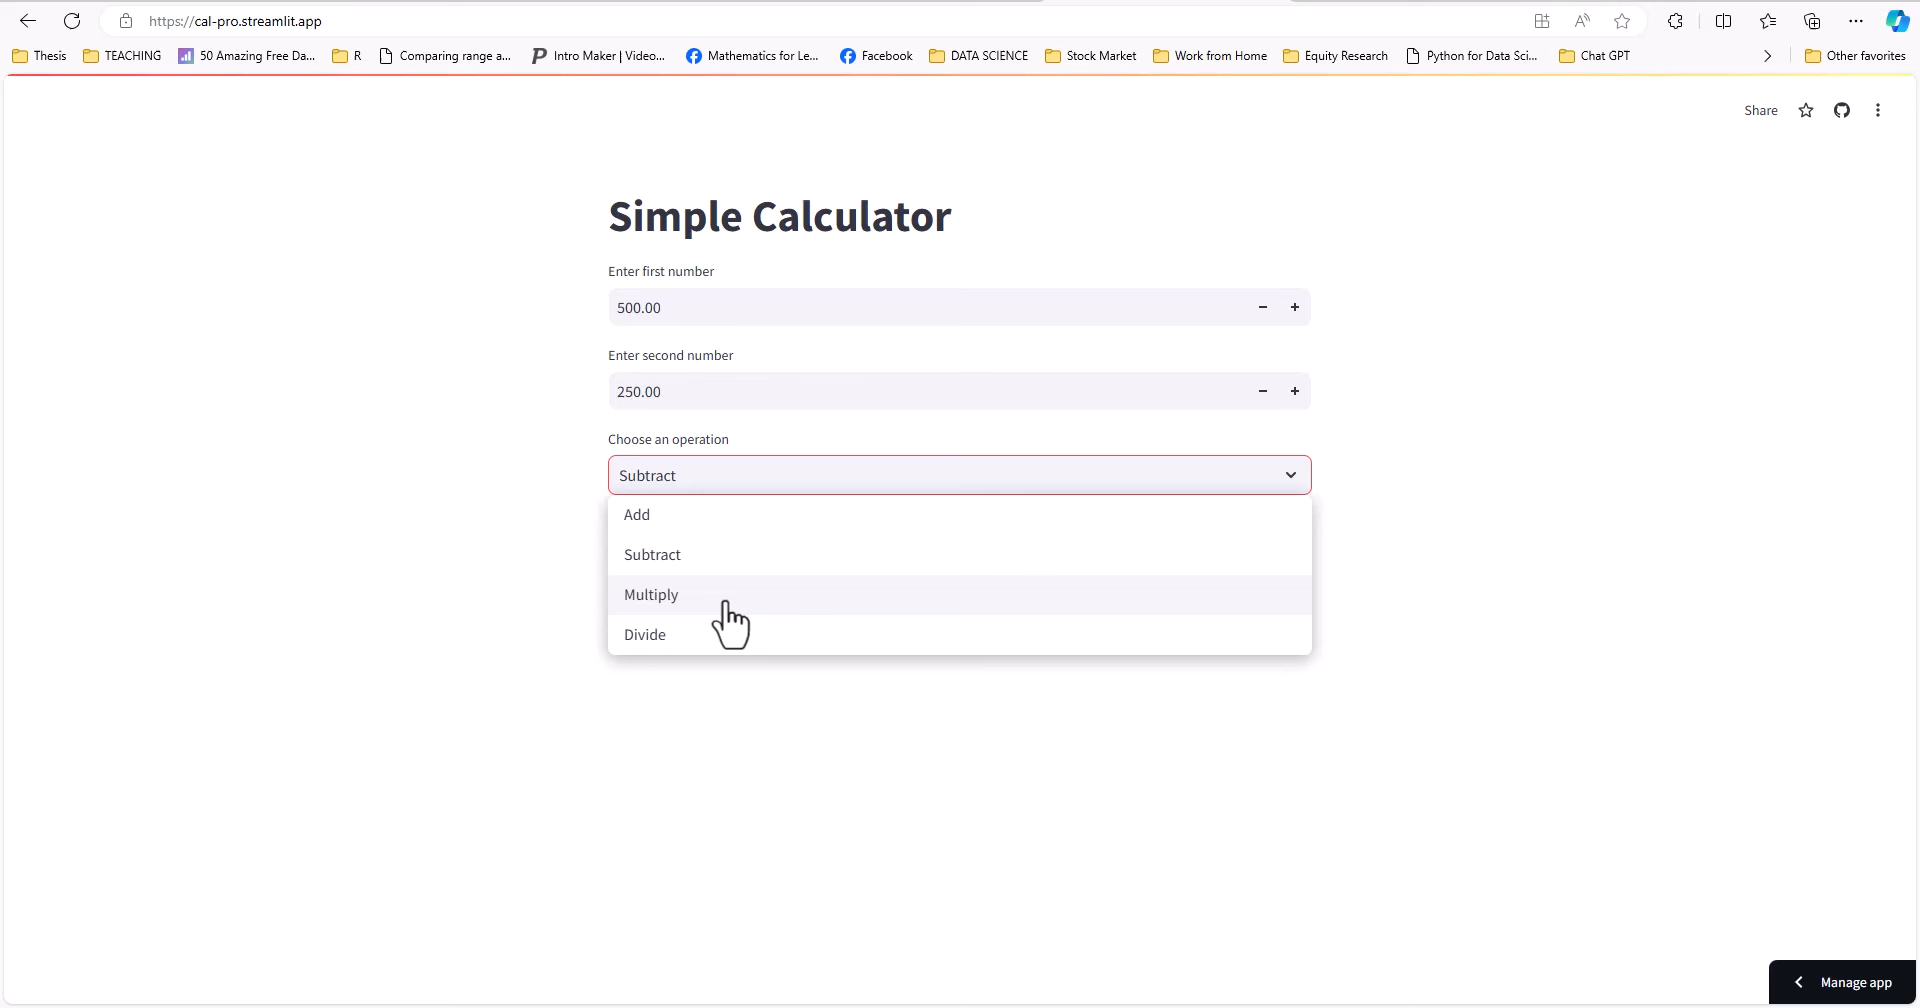 https://cal-pro.streamlit.app
Thesis TEACHING 50 Amazing Free Da... R Comparing range a... Intro Maker | Video... Mathematics for Le... Facebook DATA SCIENCE Stock Market Work from Home Equity Research Python for Data Sci... Chat GPT Other favorites
Share
Simple Calculator
Enter first number
500.00 − +
Enter second number
250.00 − +
Choose an operation
Subtract
Add
Subtract
Multiply
Divide
Manage app